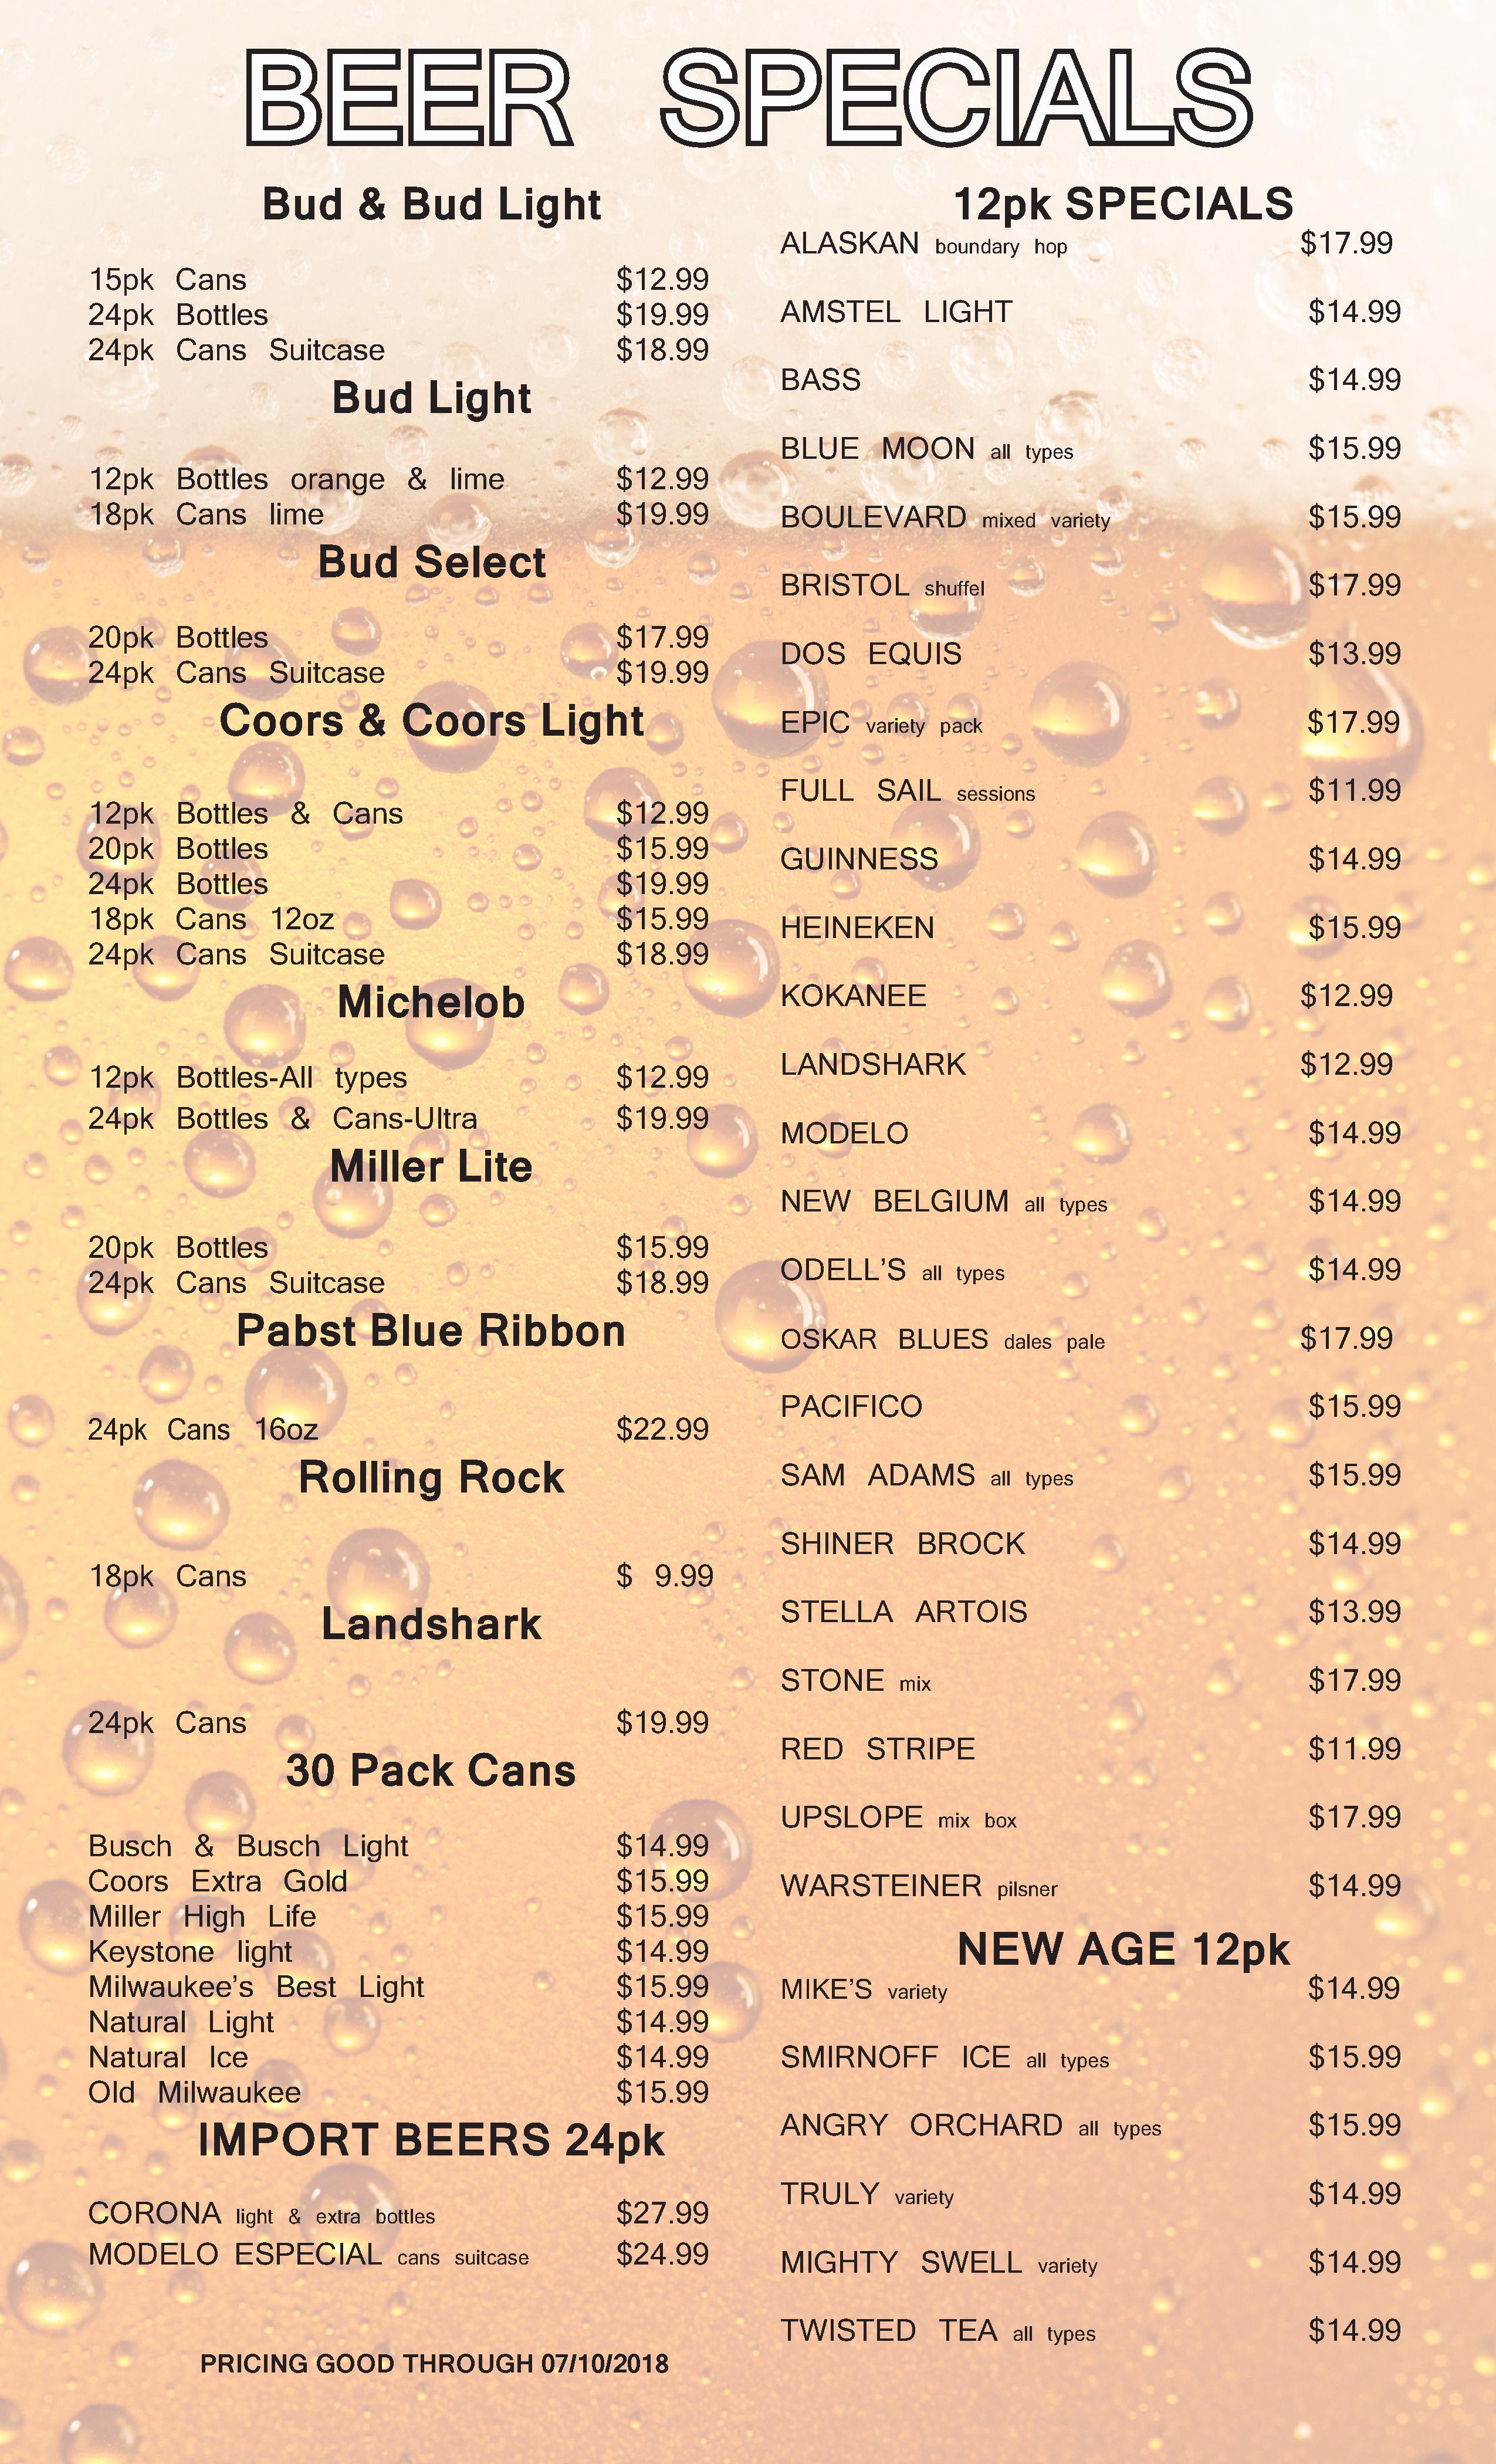 BEER SPECIALS
Bud & Bud Light
15pk Cans $12.99
24pk Bottles $19.99
24pk Cans Suitcase $18.99
Bud Light
12pk Bottles orange & lime $12.99
18pk Cans lime $19.99
Bud Select
20pk Bottles $17.99
24pk Cans Suitcase $19.99
Coors & Coors Light
12pk Bottles & Cans $12.99
20pk Bottles $15.99
24pk Bottles $19.99
18pk Cans 12oz $15.99
24pk Cans Suitcase $18.99
Michelob
12pk Bottles-All types $12.99
24pk Bottles & Cans-Ultra $19.99
Miller Lite
20pk Bottles $15.99
24pk Cans Suitcase $18.99
Pabst Blue Ribbon
24pk Cans 16oz $22.99
Rolling Rock
18pk Cans $ 9.99
Landshark
24pk Cans $19.99
30 Pack Cans
Busch & Busch Light $14.99
Coors Extra Gold $15.99
Miller High Life $15.99
Keystone light $14.99
Milwaukee’s Best Light $15.99
Natural Light $14.99
Natural Ice $14.99
Old Milwaukee $15.99
IMPORT BEERS 24pk
CORONA light & extra bottles $27.99
MODELO ESPECIAL cans suitcase $24.99
PRICING GOOD THROUGH 07/10/2018
12pk SPECIALS
ALASKAN boundary hop $17.99
AMSTEL LIGHT $14.99
BASS $14.99
BLUE MOON all types $15.99
BOULEVARD mixed variety $15.99
BRISTOL shuffel $17.99
DOS EQUIS $13.99
EPIC variety pack $17.99
FULL SAIL sessions $11.99
GUINNESS $14.99
HEINEKEN $15.99
KOKANEE $12.99
LANDSHARK $12.99
MODELO $14.99
NEW BELGIUM all types $14.99
ODELL’S all types $14.99
OSKAR BLUES dales pale $17.99
PACIFICO $15.99
SAM ADAMS all types $15.99
SHINER BROCK $14.99
STELLA ARTOIS $13.99
STONE mix $17.99
RED STRIPE $11.99
UPSLOPE mix box $17.99
WARSTEINER pilsner $14.99
NEW AGE 12pk
MIKE’S variety $14.99
SMIRNOFF ICE all types $15.99
ANGRY ORCHARD all types $15.99
TRULY variety $14.99
MIGHTY SWELL variety $14.99
TWISTED TEA all types $14.99